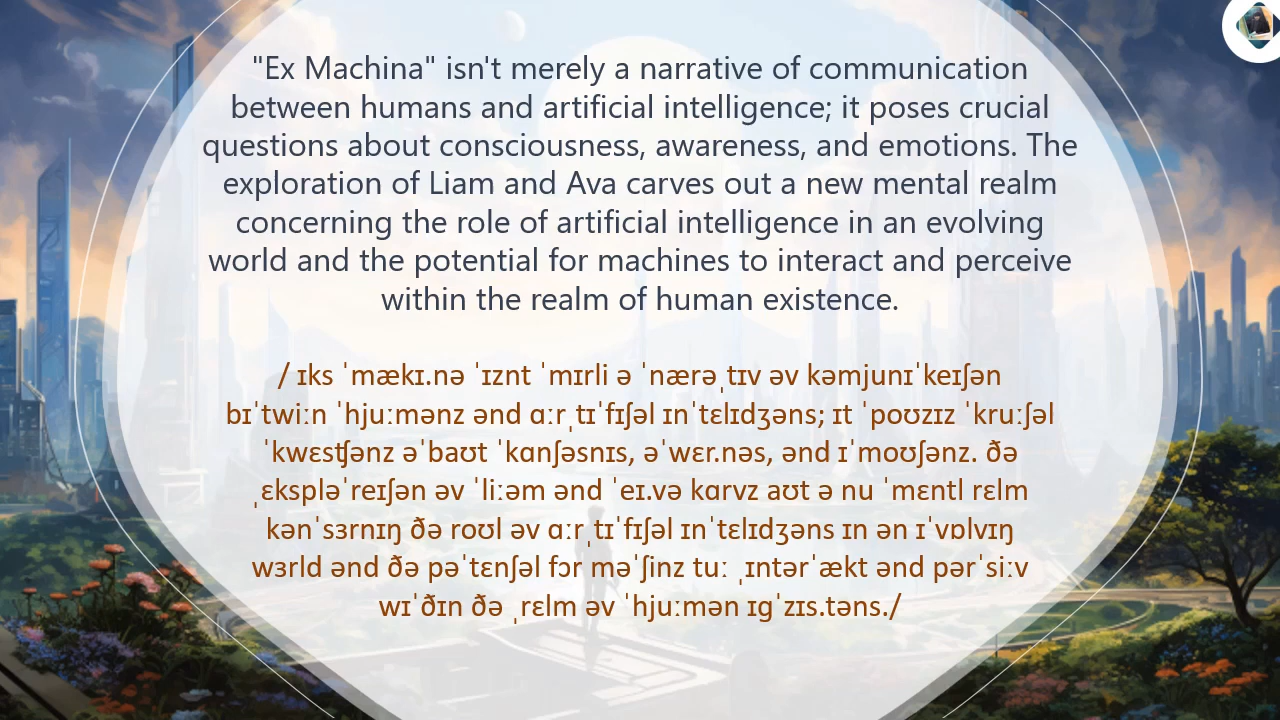 "Ex Machina" isn't merely a narrative of communication
between humans and artificial intelligence; it poses crucial
questions about consciousness, awareness, and emotions. The
exploration of Liam and Ava carves out a new mental realm
concerning the role of artificial intelligence in an evolving
world and the potential for machines to interact and perceive
within the realm of human existence.
/ ɪks ˈmækɪ.nə ˈɪznt ˈmɪrli ə ˈnærəˌtɪv əv kəmjunɪˈkeɪʃən
bɪˈtwiːn ˈhjuːmənz ənd ɑːrˌtɪˈfɪʃəl ɪnˈtɛlɪdʒəns; ɪt ˈpoʊzɪz ˈkruːʃəl
ˈkwɛsʧənz əˈbaʊt ˈkɑnʃəsnɪs, əˈwɛr.nəs, ənd ɪˈmoʊʃənz. ðə
ˌɛkspləˈreɪʃən əv ˈliːəm ənd ˈeɪ.və kɑrvz aʊt ə nu ˈmɛntl rɛlm
kənˈsɜrnɪŋ ðə roʊl əv ɑːrˌtɪˈfɪʃəl ɪnˈtɛlɪdʒəns ɪn ən ɪˈvɒlvɪŋ
wɜrld ənd ðə pəˈtɛnʃəl fɔr məˈʃinz tuː ˌɪntərˈækt ənd pərˈsiːv
wɪˈðɪn ðə ˌrɛlm əv ˈhjuːmən ɪɡˈzɪs.təns./